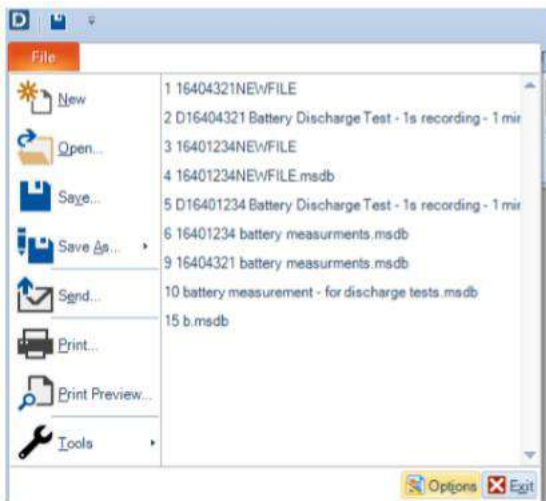 D
File
New
Open...
Save...
Save As...
Send...
Print...
Print Preview...
Tools
1 16404321NEWFILE
2 D16404321 Battery Discharge Test - 1s recording - 1 min
3 16401234NEWFILE
4 16401234NEWFILE.msdb
5 D16401234 Battery Discharge Test - 1s recording - 1 min
6 16401234 battery measurments.msdb
9 16404321 battery measurments.msdb
10 battery measurement - for discharge tests.msdb
15 b.msdb
Options Exit